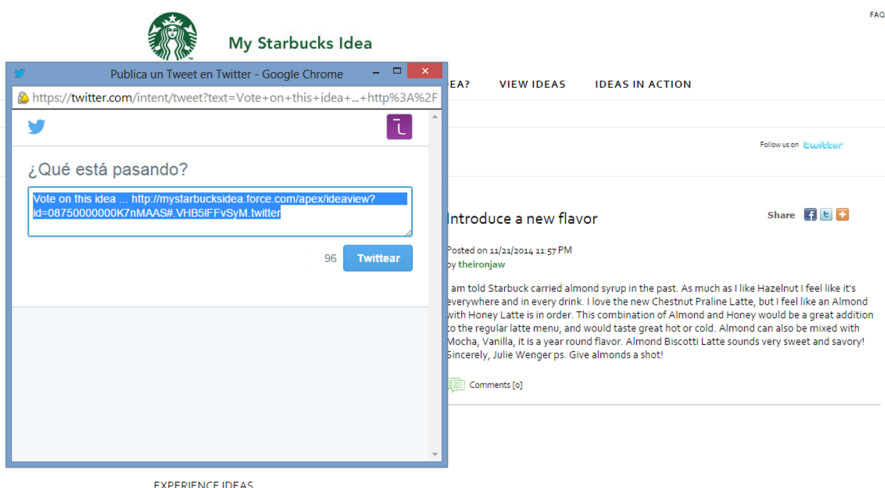 FAQ
My Starbucks Idea
Publica un Tweet en Twitter - Google Chrome
https://twitter.com/intent/tweet?text=Vote+on+this+idea+...+http%3A%2F
EA?
VIEW IDEAS
IDEAS IN ACTION
Follow us on twitter
¿Qué está pasando?
Vote on this idea ... http://mystarbucksidea.force.com/apex/ideaview?
id=08750000000K7nMAAS#.VHB5lFFvSyM.twitter
96
Twittear
Introduce a new flavor
Share
Posted on 11/21/2014 11:57 PM
by theironjaw
I am told Starbuck carried almond syrup in the past. As much as I like Hazelnut I feel like it's
everywhere and in every drink. I love the new Chestnut Praline Latte, but I feel like an Almond
with Honey Latte is in order. This combination of Almond and Honey would be a great addition
to the regular latte menu, and would taste great hot or cold. Almond can also be mixed with
Mocha, Vanilla, it is a year round flavor. Almond Biscotti Latte sounds very sweet and savory!
Sincerely, Julie Wenger ps. Give almonds a shot!
Comments [0]
EXPERIENCE IDEAS